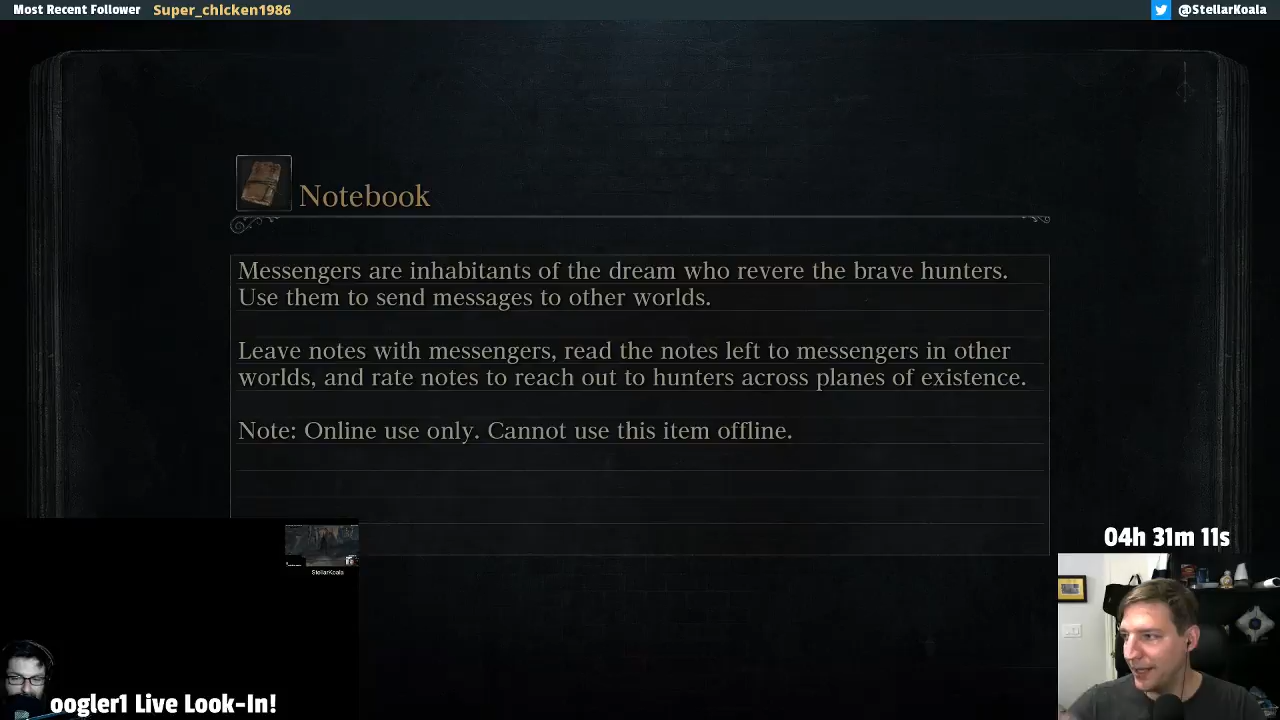 Most Recent Follower Super_chIcken1986
@StellarKoala
Notebook
Messengers are inhabitants of the dream who revere the brave hunters.
Use them to send messages to other worlds.
Leave notes with messengers, read the notes left to messengers in other
worlds, and rate notes to reach out to hunters across planes of existence.
Note: Online use only. Cannot use this item offline.
04h 31m 11s
StellarKoala
oogler1 Live Look-In!